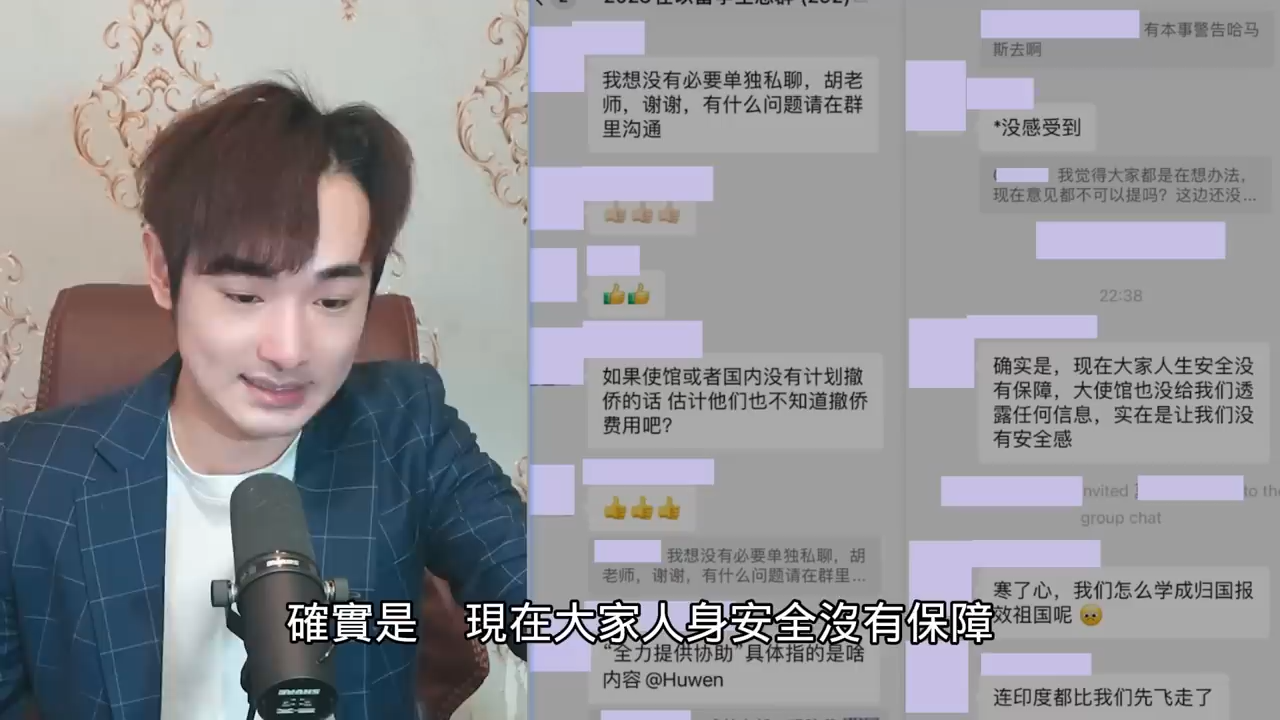 我想没有必要单独私聊，胡老
师，谢谢，有什么问题请在群
里沟通
如果使馆或者国内没有计划撤
侨的话 估计他们也不知道撤侨
费用吧？
我想没有必要单独私聊，胡
老师，谢谢，有什么问题请在群里...
“全力提供协助”具体指的是啥
内容 @Huwen
有本事警告哈马
斯去啊
*没感受到
我觉得大家都是在想办法，
现在意见都不可以提吗？这边还没...
22:38
确实是，现在大家人生安全没
有保障，大使馆也没给我们透
露任何信息，实在是让我们没
有安全感
nvited to the
group chat
寒了心，我们怎么学成归国报
效祖国呢
连印度都比我们先飞走了
確實是 現在大家人身安全沒有保障
SHURE